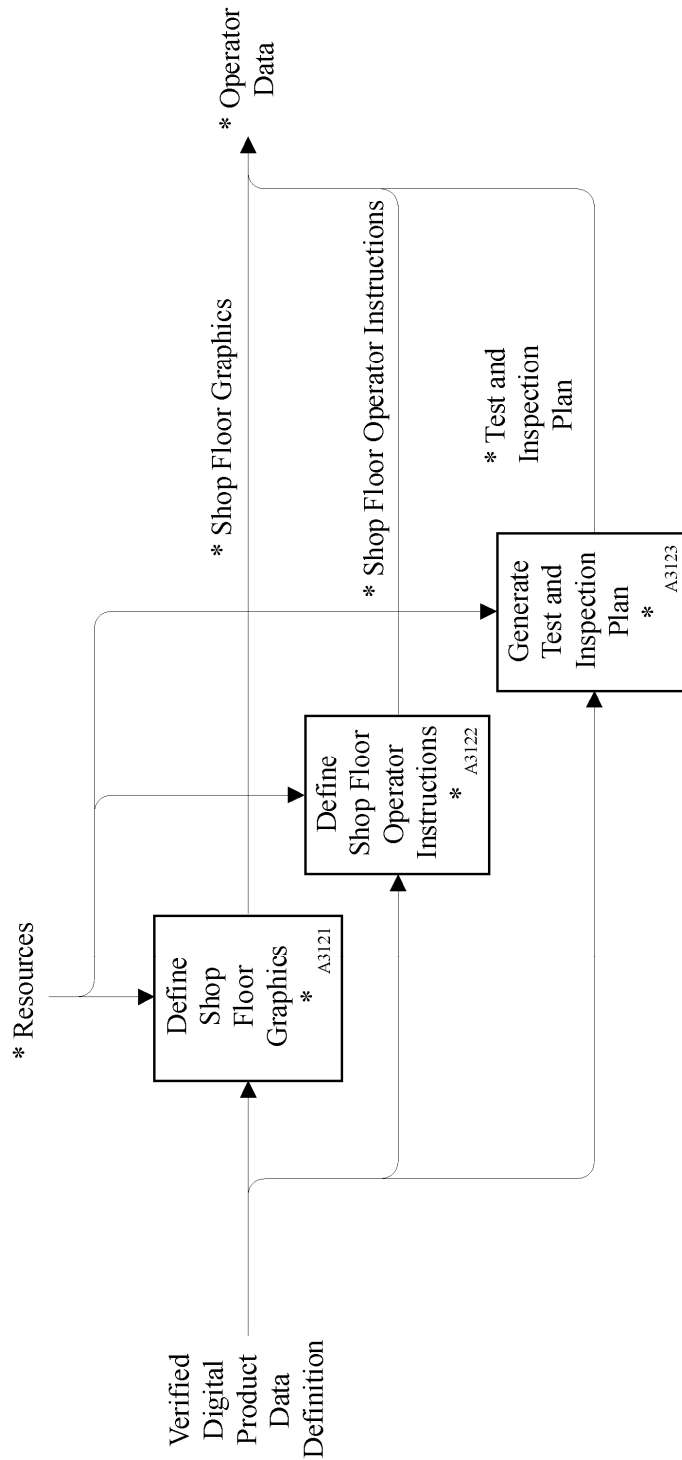 * Resources
Verified
Digital
Product
Data
Definition
Define
Shop
Floor
Graphics
*
A3121
* Shop Floor Graphics
* Operator
Data
Define
Shop Floor
Operator
Instructions
*
A3122
* Shop Floor Operator Instructions
Generate
Test and
Inspection
Plan
*
A3123
* Test and
Inspection
Plan